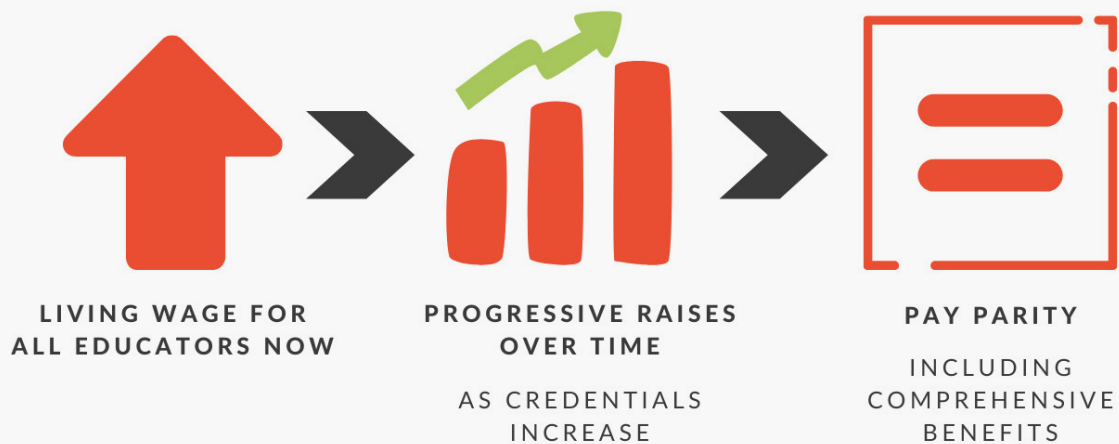 LIVING WAGE FOR
ALL EDUCATORS NOW
PROGRESSIVE RAISES
OVER TIME
AS CREDENTIALS
INCREASE
PAY PARITY
INCLUDING
COMPREHENSIVE
BENEFITS